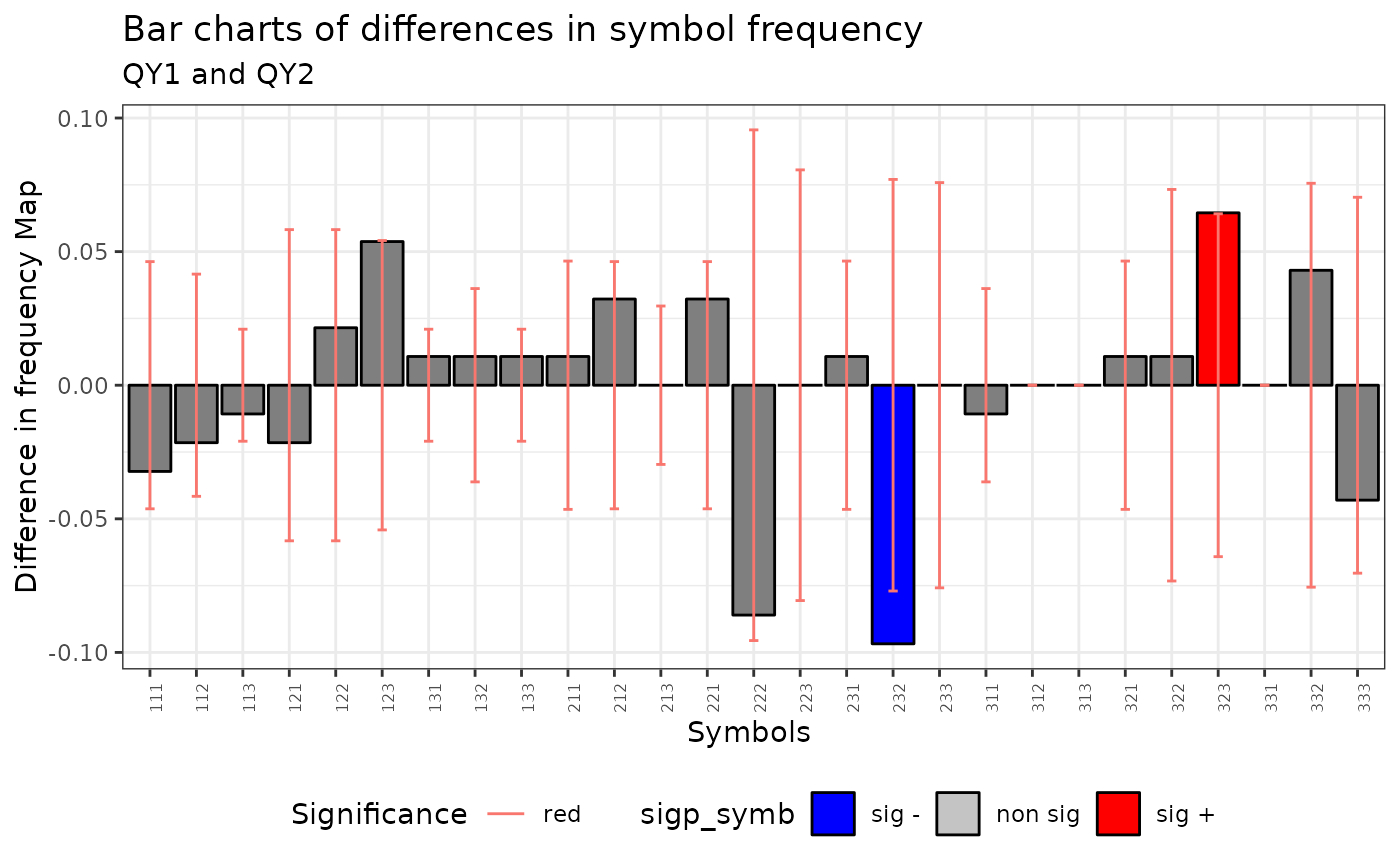 Bar charts of differences in symbol frequency
QY1 and QY2
Difference in frequency Map
0.10
0.05
0.00
-0.05
-0.10
111 112 113 121 122 123 131 132 133 211 212 213 221 222 223 231 232 233 311 312 313 321 322 323 331 332 333
Symbols
Significance red sigp_symb sig - non sig sig +